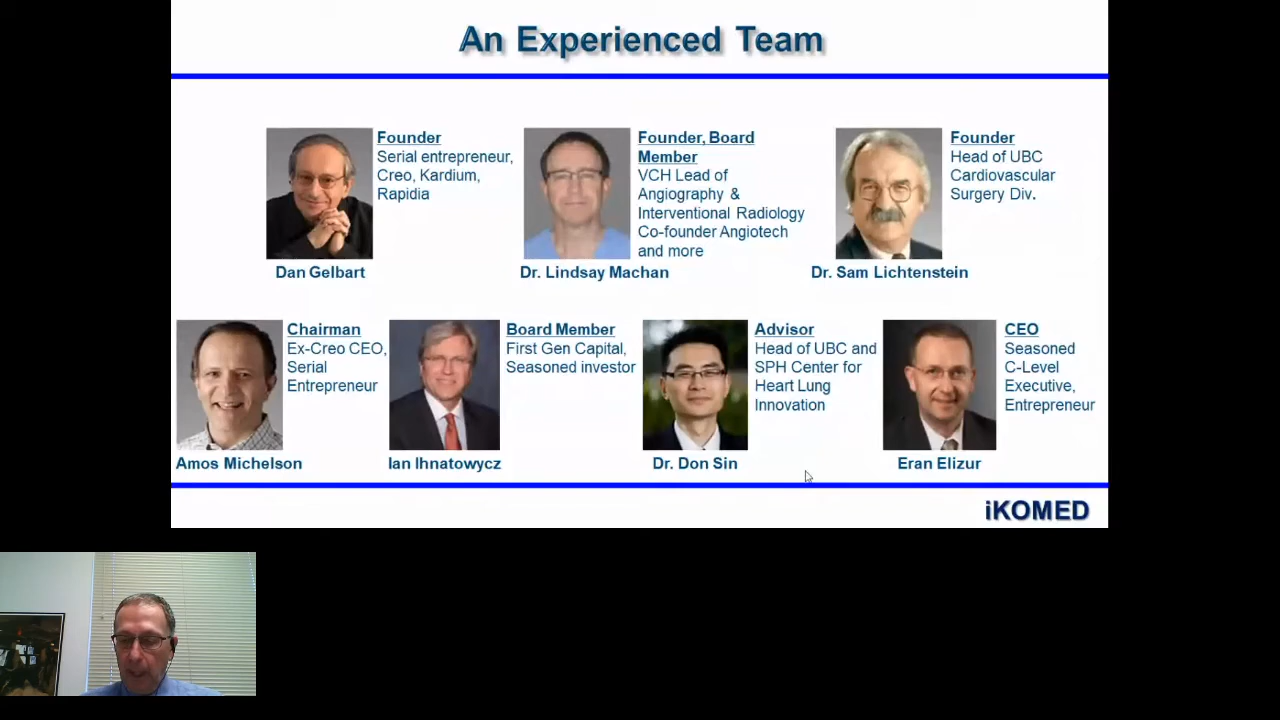 An Experienced Team
Founder
Serial entrepreneur,
Creo, Kardium,
Rapidia
Dan Gelbart
Founder, Board
Member
VCH Lead of
Angiography &
Interventional Radiology
Co-founder Angiotech
and more
Dr. Lindsay Machan
Founder
Head of UBC
Cardiovascular
Surgery Div.
Dr. Sam Lichtenstein
Chairman
Ex-Creo CEO,
Serial
Entrepreneur
Amos Michelson
Board Member
First Gen Capital,
Seasoned investor
Ian Ihnatowycz
Advisor
Head of UBC and
SPH Center for
Heart Lung
Innovation
Dr. Don Sin
CEO
Seasoned
C-Level
Executive,
Entrepreneur
Eran Elizur
iKOMED